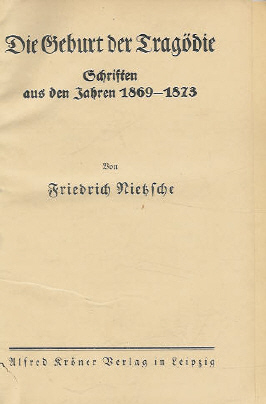 Die Geburt der Tragödie
Schriften
aus den Jahren 1869–1873
Von
Friedrich Nietzsche
Alfred Kröner Verlag in Leipzig